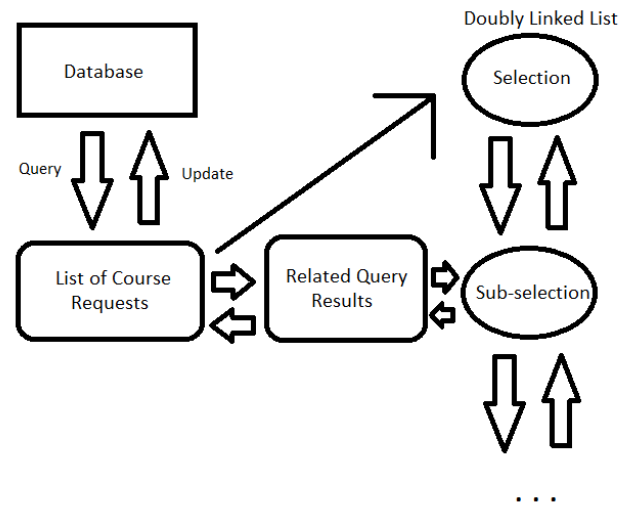 Doubly Linked List
Database
Selection
Query
Update
List of Course
Requests
Related Query
Results
Sub-selection
. . .